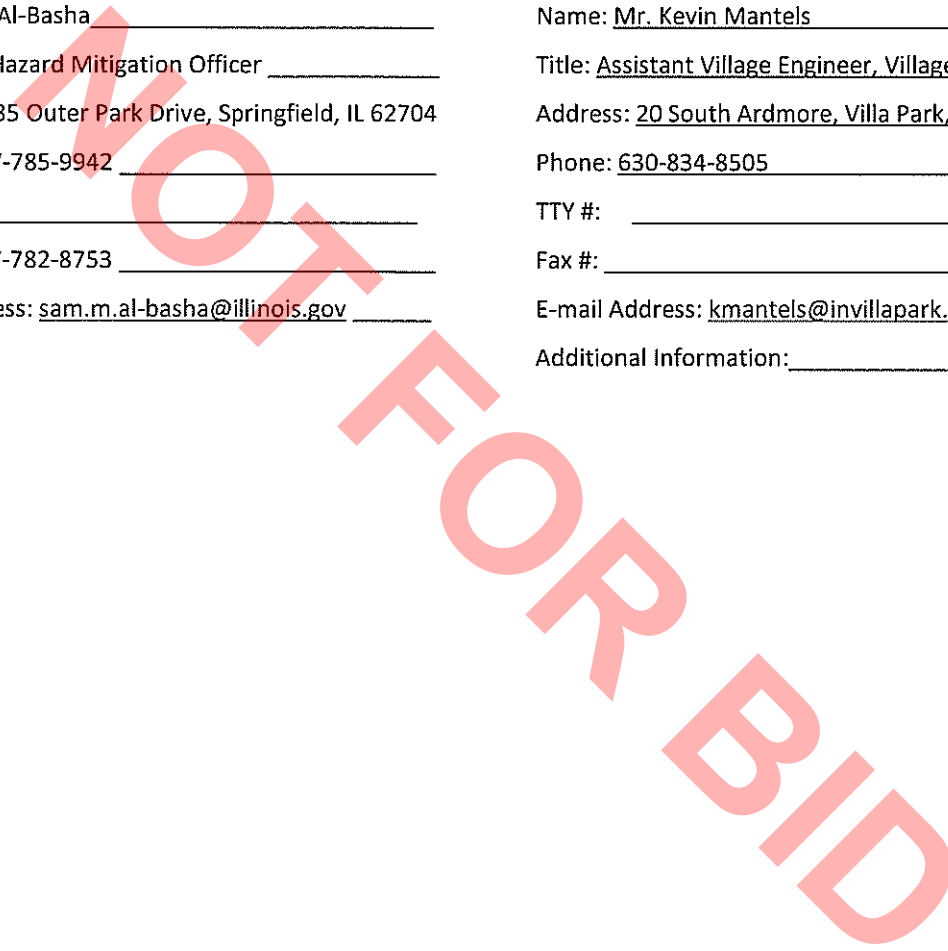 Al-Basha
Hazard Mitigation Officer
35 Outer Park Drive, Springfield, IL 62704
7-785-9942
7-782-8753
ess: sam.m.al-basha@illinois.gov
Name: Mr. Kevin Mantels
Title: Assistant Village Engineer, Village
Address: 20 South Ardmore, Villa Park,
Phone: 630-834-8505
TTY #:
Fax #:
E-mail Address: kmantels@invillapark.
Additional Information:
NOT FOR BID